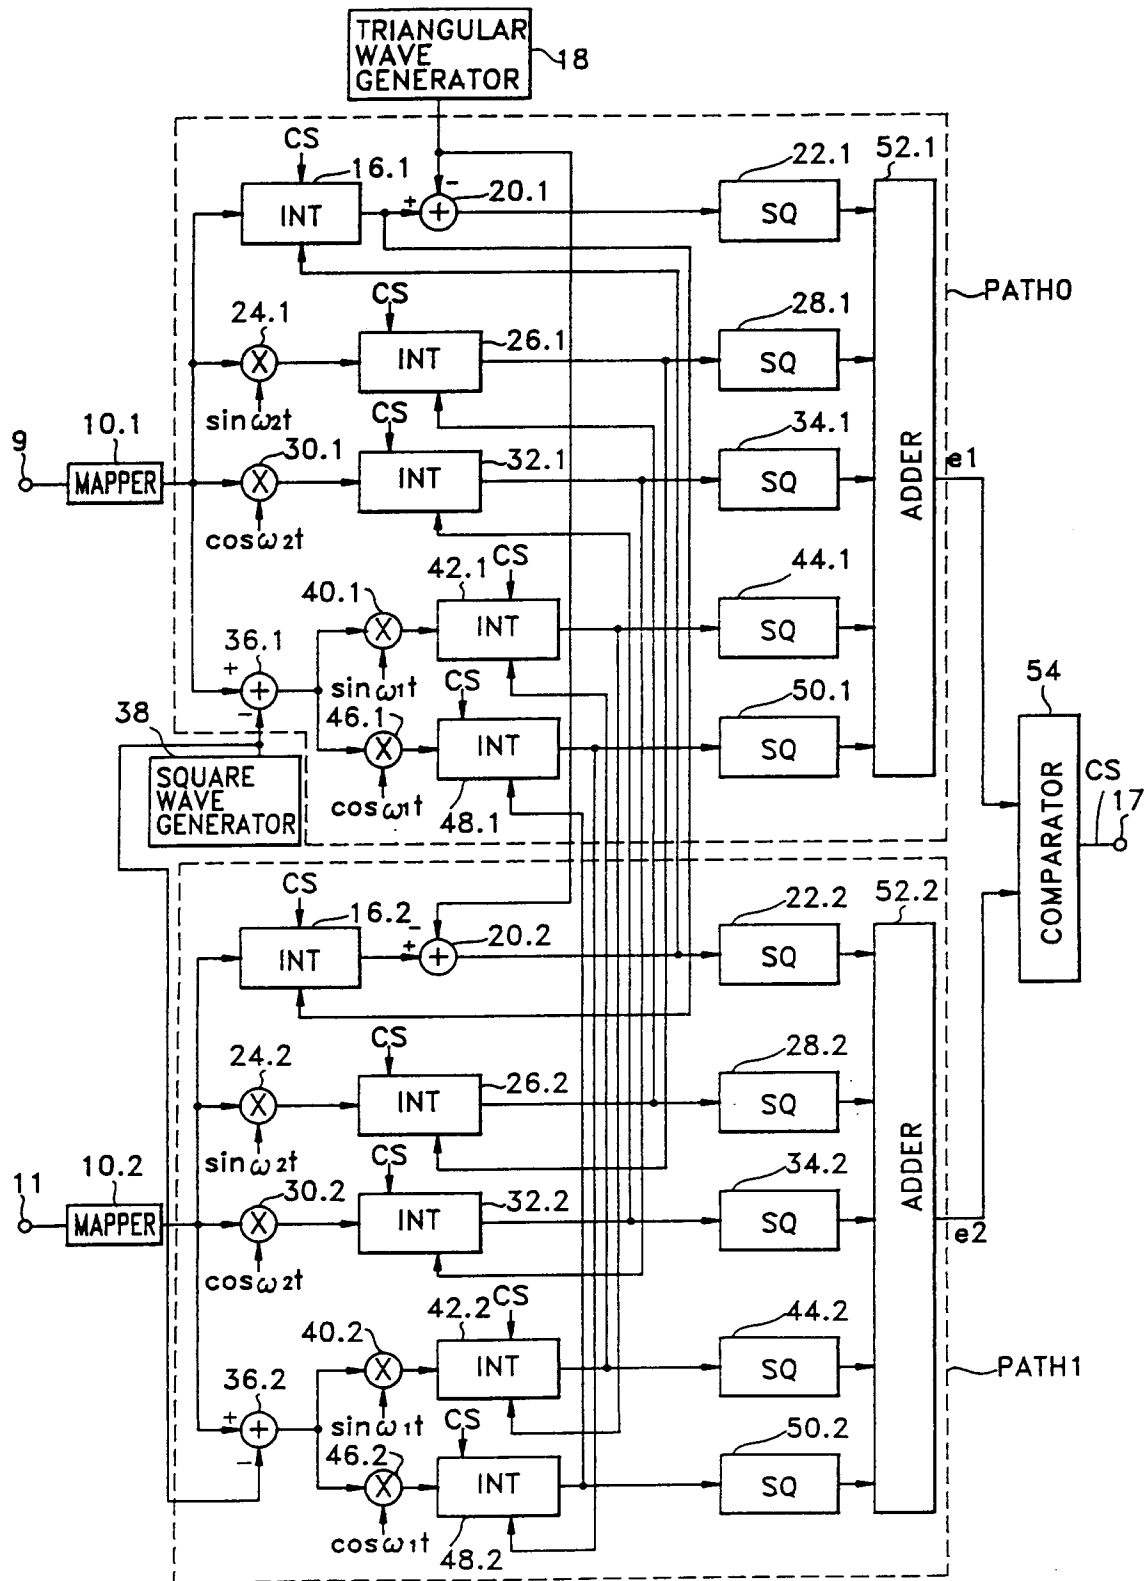 TRIANGULAR
WAVE
GENERATOR
18
CS
16.1
INT
+
-
+
20.1
22.1
SQ
52.1
PATH0
24.1
X
sinω2t
CS
INT
26.1
28.1
SQ
9
10.1
MAPPER
30.1
X
cosω2t
CS
INT
32.1
34.1
SQ
ADDER
e1
36.1
+
+
-
40.1
X
sinω1t
42.1
CS
INT
44.1
SQ
38
SQUARE
WAVE
GENERATOR
46.1
X
cosω1t
CS
INT
48.1
50.1
SQ
54
COMPARATOR
CS
17
CS
16.2
INT
+
-
+
20.2
22.2
SQ
52.2
24.2
X
sinω2t
CS
INT
26.2
28.2
SQ
11
10.2
MAPPER
30.2
X
cosω2t
CS
INT
32.2
34.2
SQ
ADDER
e2
36.2
+
+
-
40.2
X
sinω1t
42.2
CS
INT
44.2
SQ
PATH1
46.2
X
cosω1t
CS
INT
48.2
50.2
SQ